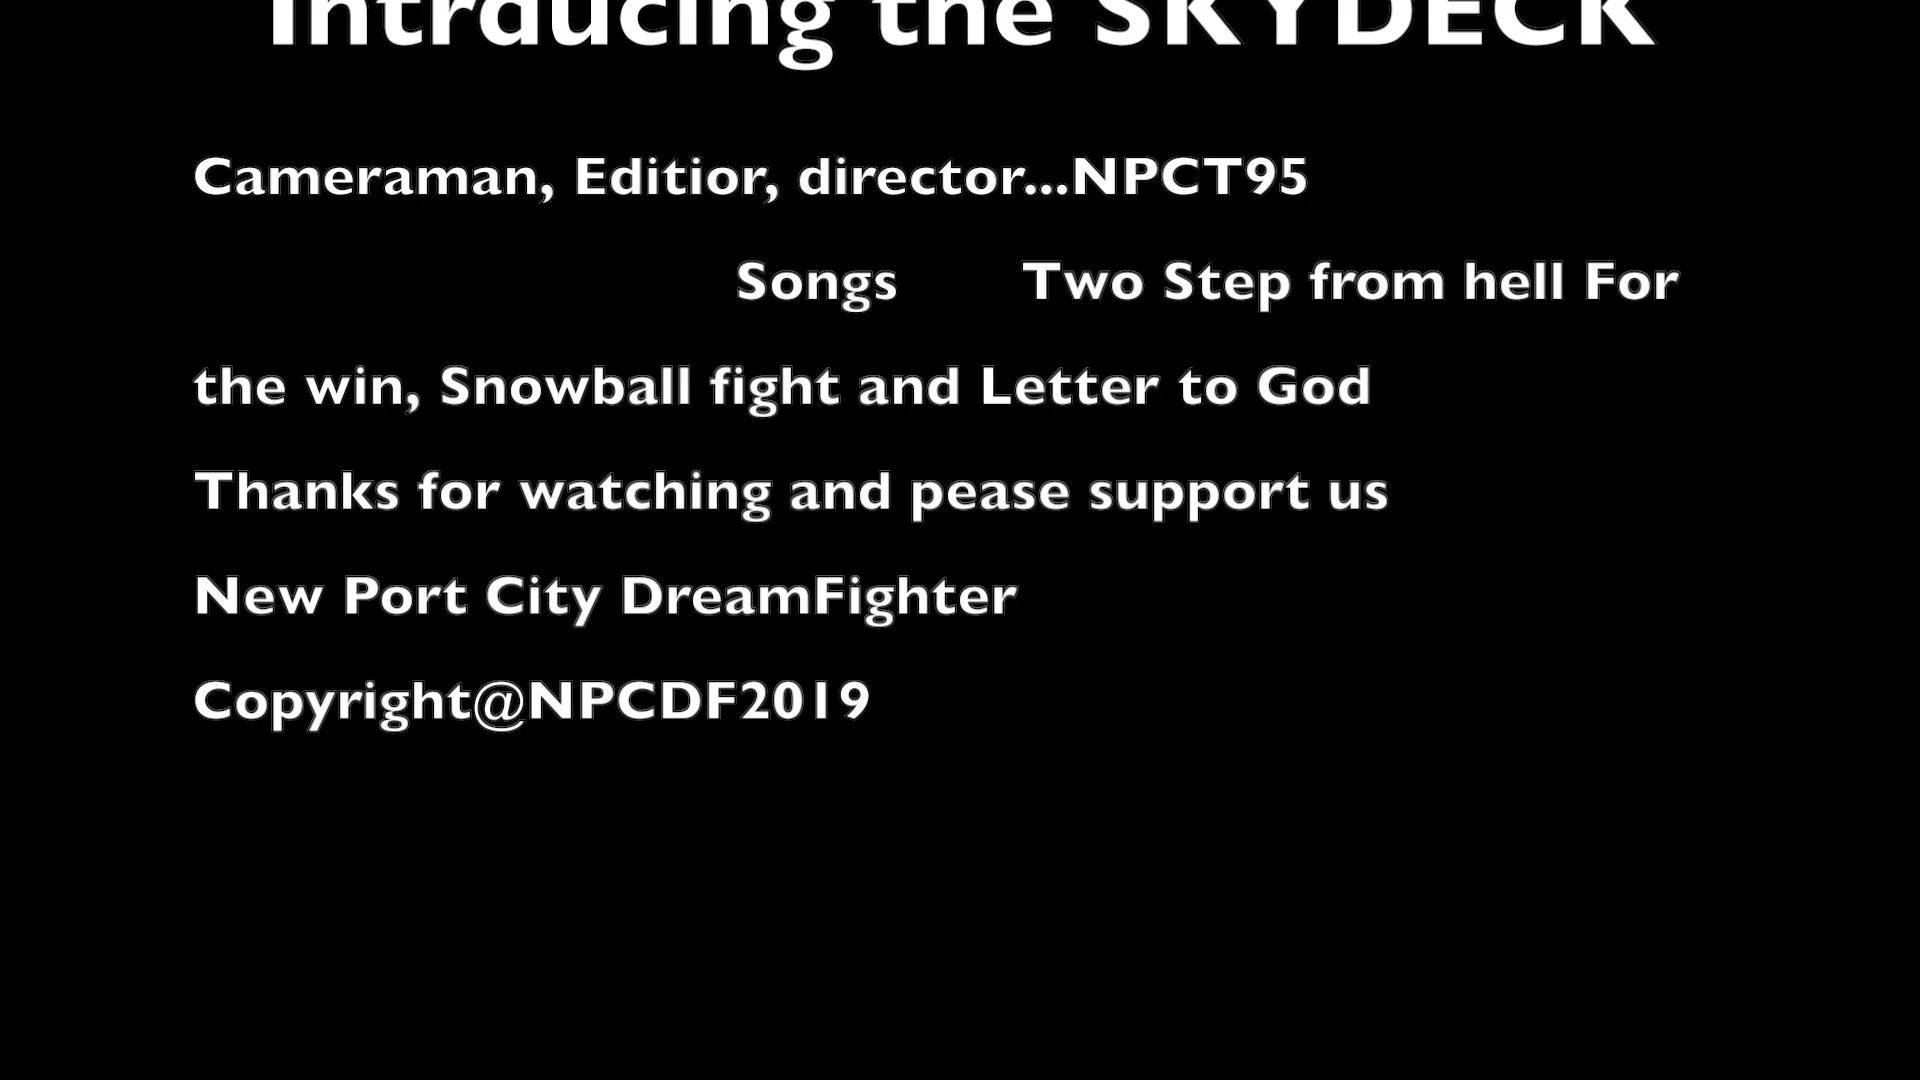 Intrducing the SKYDECK
Cameraman, Editior, director...NPCT95
Songs Two Step from hell For
the win, Snowball fight and Letter to God
Thanks for watching and pease support us
New Port City DreamFighter
Copyright@NPCDF2019